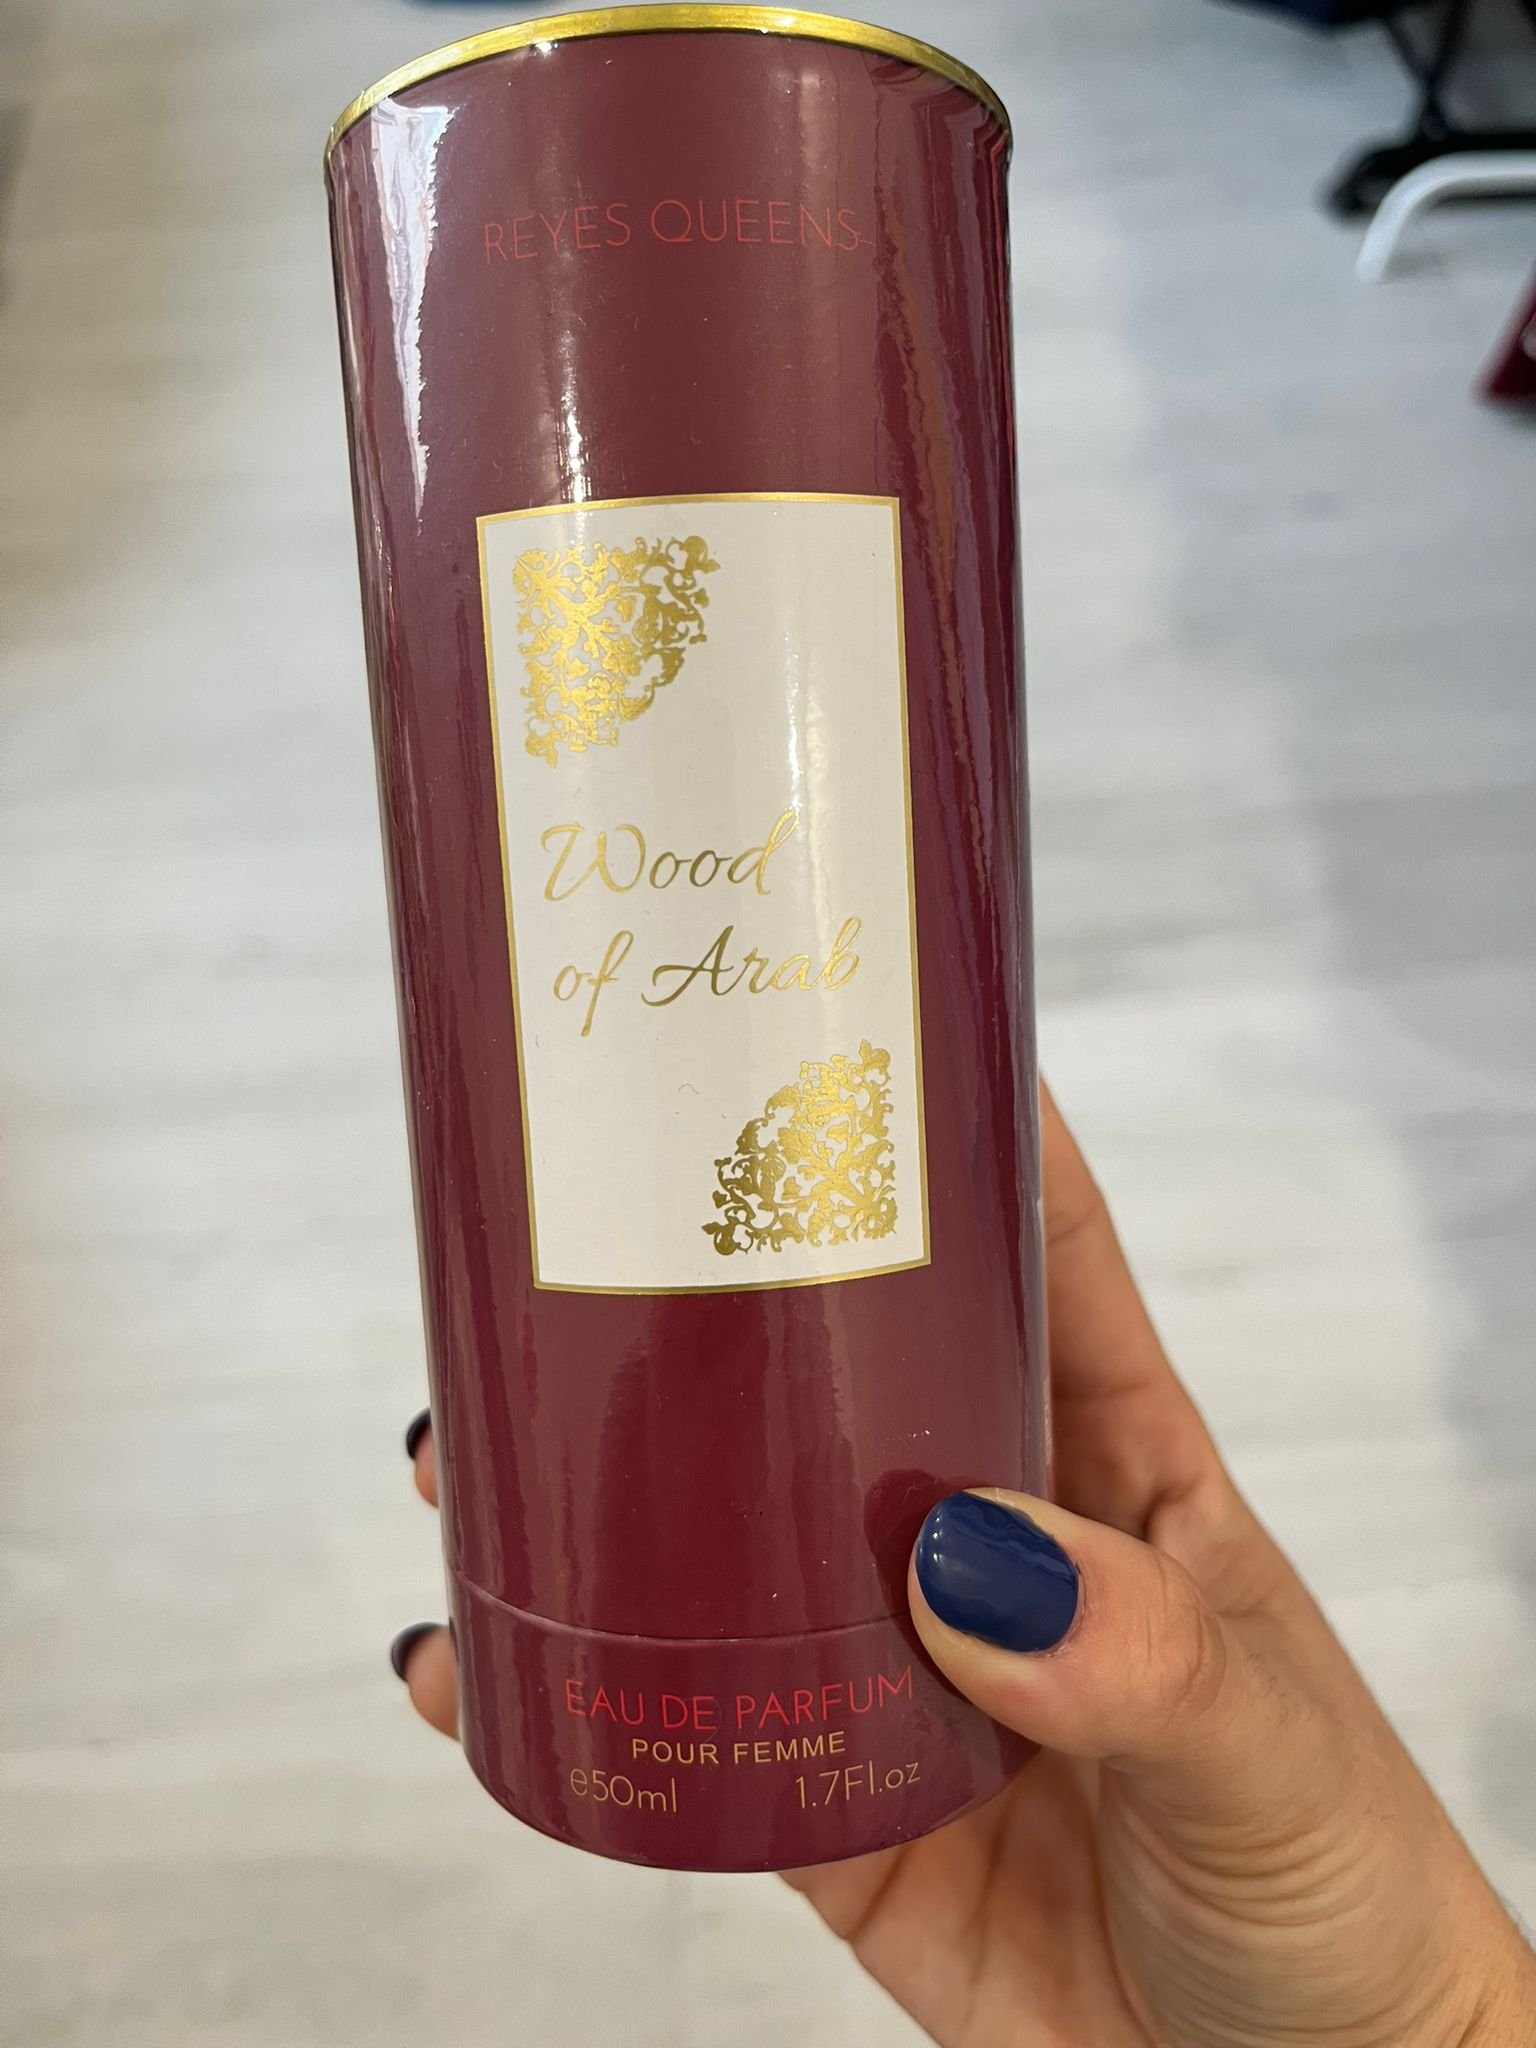 REYES QUEENS
Wood
of Arab
EAU DE PARFUM
POUR FEMME
e50ml 1.7Fl.oz